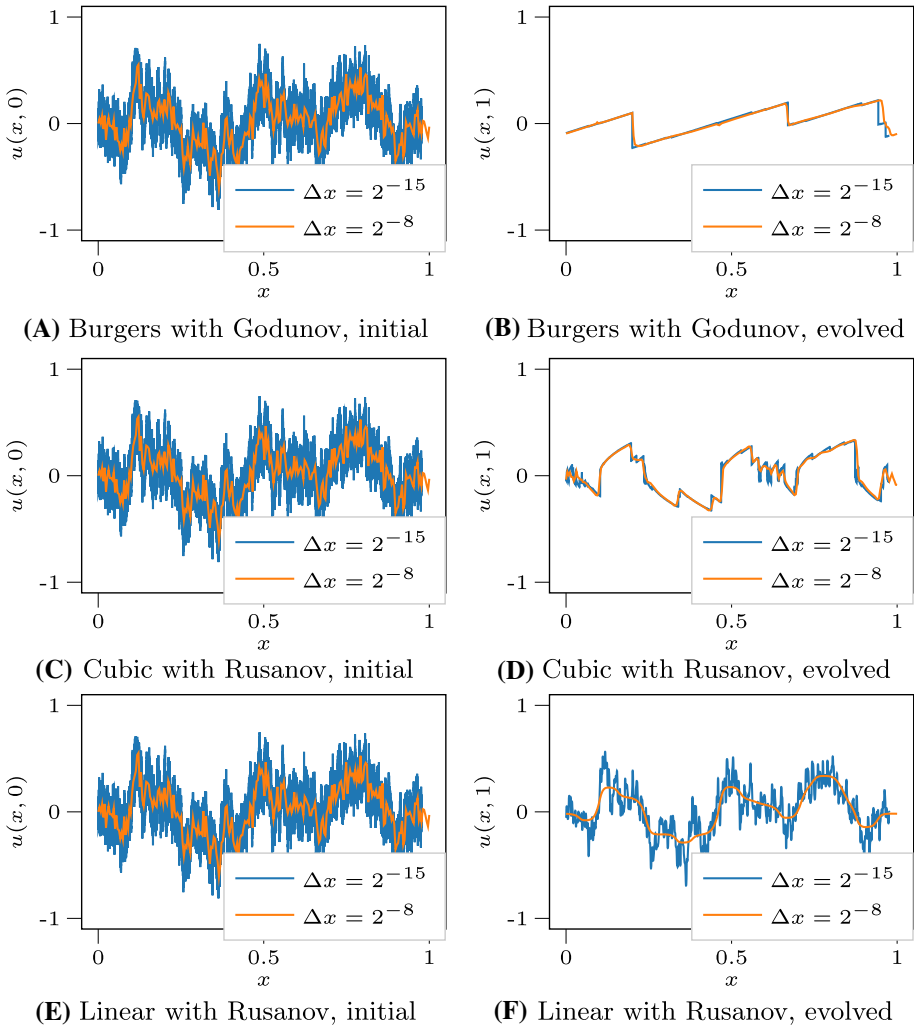 1
0
-1
u(x, 0)
Δx = 2^{-15}
Δx = 2^{-8}
0
0.5
1
x
(A) Burgers with Godunov, initial
1
0
-1
u(x, 1)
Δx = 2^{-15}
Δx = 2^{-8}
0
0.5
1
x
(B) Burgers with Godunov, evolved
1
0
-1
u(x, 0)
Δx = 2^{-15}
Δx = 2^{-8}
0
0.5
1
x
(C) Cubic with Rusanov, initial
1
0
-1
u(x, 1)
Δx = 2^{-15}
Δx = 2^{-8}
0
0.5
1
x
(D) Cubic with Rusanov, evolved
1
0
-1
u(x, 0)
Δx = 2^{-15}
Δx = 2^{-8}
0
0.5
1
x
(E) Linear with Rusanov, initial
1
0
-1
u(x, 1)
Δx = 2^{-15}
Δx = 2^{-8}
0
0.5
1
x
(F) Linear with Rusanov, evolved